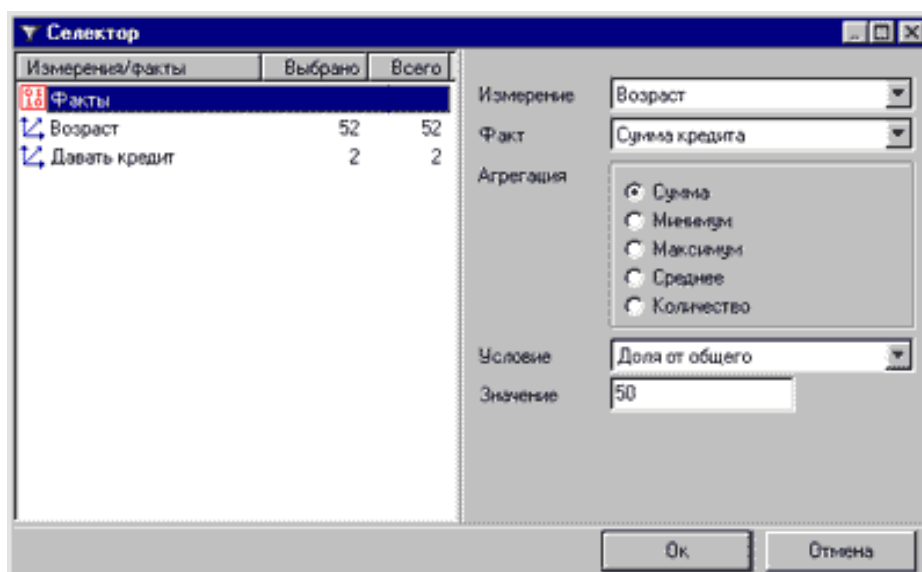 Селектор
Измерения/факты Выбрано Всего
Факты
Возраст 52 52
Давать кредит 2 2
Измерение Возраст
Факт Сумма кредита
Агрегация
Сумма
Минимум
Максимум
Среднее
Количество
Условие Доля от общего
Значение 50
Ок Отмена